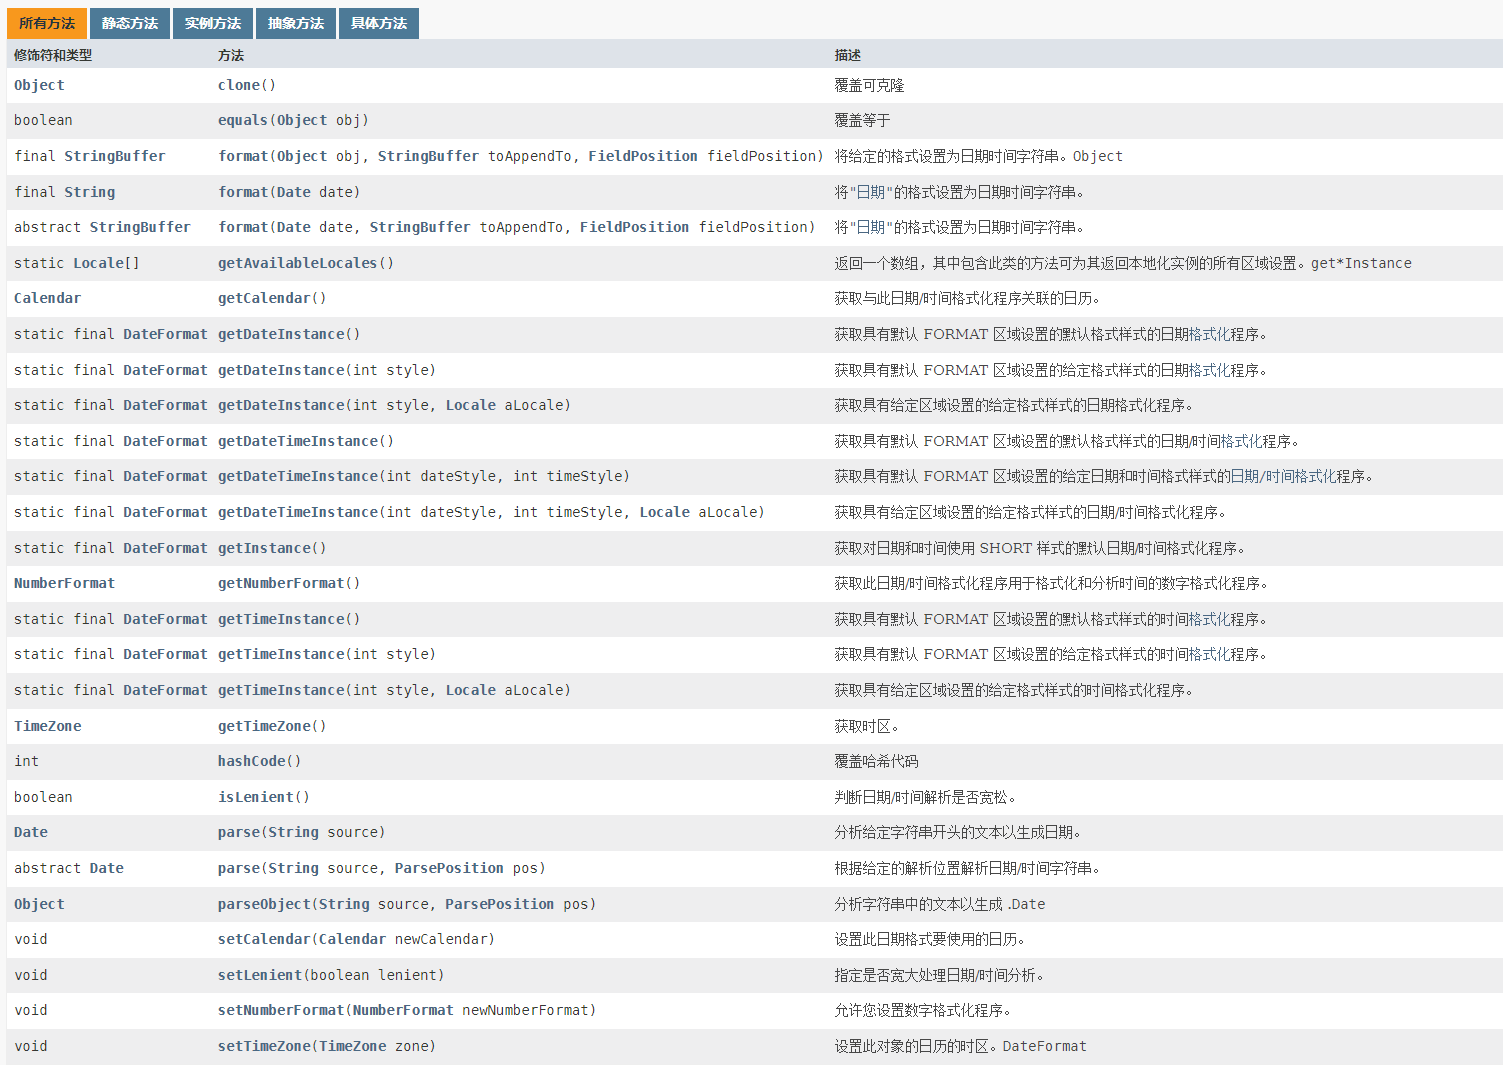 所有方法 静态方法 实例方法 抽象方法 具体方法
修饰符和类型 方法 描述
Object clone() 覆盖可克隆
boolean equals(Object obj) 覆盖等于
final StringBuffer format(Object obj, StringBuffer toAppendTo, FieldPosition fieldPosition) 将给定的格式设置为日期时间字符串。Object
final String format(Date date) 将"日期"的格式设置为日期时间字符串。
abstract StringBuffer format(Date date, StringBuffer toAppendTo, FieldPosition fieldPosition) 将"日期"的格式设置为日期时间字符串。
static Locale[] getAvailableLocales() 返回一个数组，其中包含此类的方法可为其返回本地化实例的所有区域设置。get*Instance
Calendar getCalendar() 获取与此日期/时间格式化程序关联的日历。
static final DateFormat getDateInstance() 获取具有默认 FORMAT 区域设置的默认格式样式的日期格式化程序。
static final DateFormat getDateInstance(int style) 获取具有默认 FORMAT 区域设置的给定格式样式的日期格式化程序。
static final DateFormat getDateInstance(int style, Locale aLocale) 获取具有给定区域设置的给定格式样式的日期格式化程序。
static final DateFormat getDateTimeInstance() 获取具有默认 FORMAT 区域设置的默认格式样式的日期/时间格式化程序。
static final DateFormat getDateTimeInstance(int dateStyle, int timeStyle) 获取具有默认 FORMAT 区域设置的给定日期和时间格式样式的日期/时间格式化程序。
static final DateFormat getDateTimeInstance(int dateStyle, int timeStyle, Locale aLocale) 获取具有给定区域设置的给定格式样式的日期/时间格式化程序。
static final DateFormat getInstance() 获取对日期和时间使用 SHORT 样式的默认日期/时间格式化程序。
NumberFormat getNumberFormat() 获取此日期/时间格式化程序用于格式化和分析时间的数字格式化程序。
static final DateFormat getTimeInstance() 获取具有默认 FORMAT 区域设置的默认格式样式的时间格式化程序。
static final DateFormat getTimeInstance(int style) 获取具有默认 FORMAT 区域设置的给定格式样式的时间格式化程序。
static final DateFormat getTimeInstance(int style, Locale aLocale) 获取具有给定区域设置的给定格式样式的时间格式化程序。
TimeZone getTimeZone() 获取时区。
int hashCode() 覆盖哈希代码
boolean isLenient() 判断日期/时间解析是否宽松。
Date parse(String source) 分析给定字符串开头的文本以生成日期。
abstract Date parse(String source, ParsePosition pos) 根据给定的解析位置解析日期/时间字符串。
Object parseObject(String source, ParsePosition pos) 分析字符串中的文本以生成 .Date
void setCalendar(Calendar newCalendar) 设置此日期格式要使用的日历。
void setLenient(boolean lenient) 指定是否宽大处理日期/时间分析。
void setNumberFormat(NumberFormat newNumberFormat) 允许您设置数字格式化程序。
void setTimeZone(TimeZone zone) 设置此对象的日历的时区。DateFormat